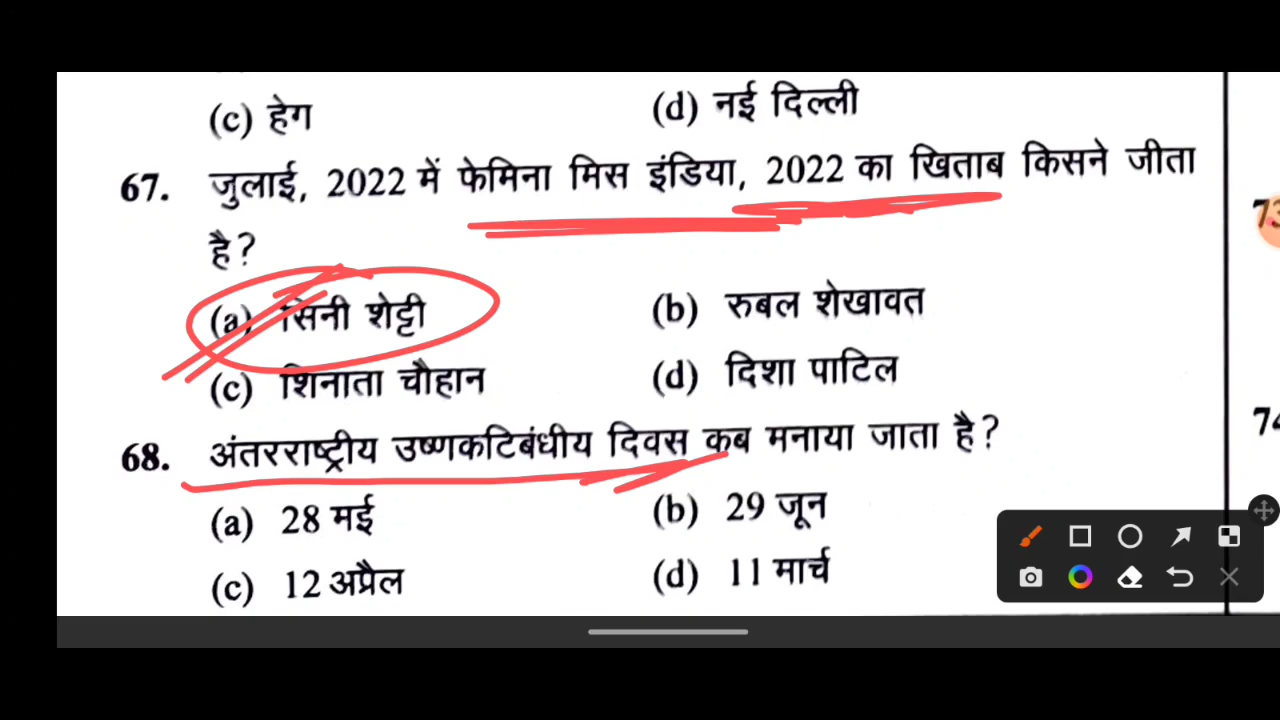 (c) हेग (d) नई दिल्ली
67. जुलाई, 2022 में फेमिना मिस इंडिया, 2022 का खिताब किसने जीता
है?
(a) सिनी शेट्टी (b) रुबल शेखावत
(c) शिनाता चौहान (d) दिशा पाटिल
68. अंतरराष्ट्रीय उष्णकटिबंधीय दिवस कब मनाया जाता है?
(a) 28 मई (b) 29 जून
(c) 12 अप्रैल (d) 11 मार्च